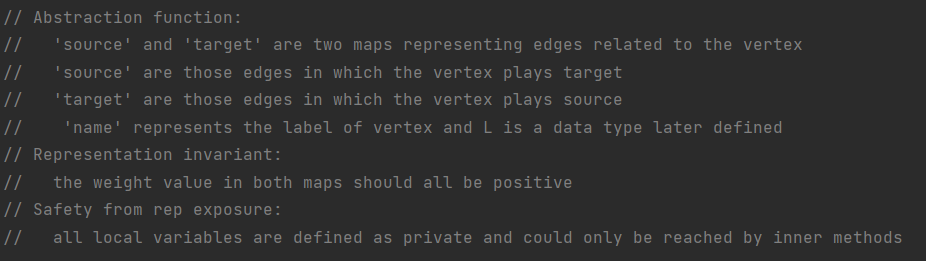 // Abstraction function:
//   'source' and 'target' are two maps representing edges related to the vertex
//   'source' are those edges in which the vertex plays target
//   'target' are those edges in which the vertex plays source
//    'name' represents the label of vertex and L is a data type later defined
// Representation invariant:
//   the weight value in both maps should all be positive
// Safety from rep exposure:
//   all local variables are defined as private and could only be reached by inner methods